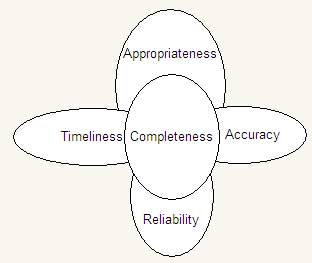 Appropriateness
Timeliness Completeness Accuracy
Reliability